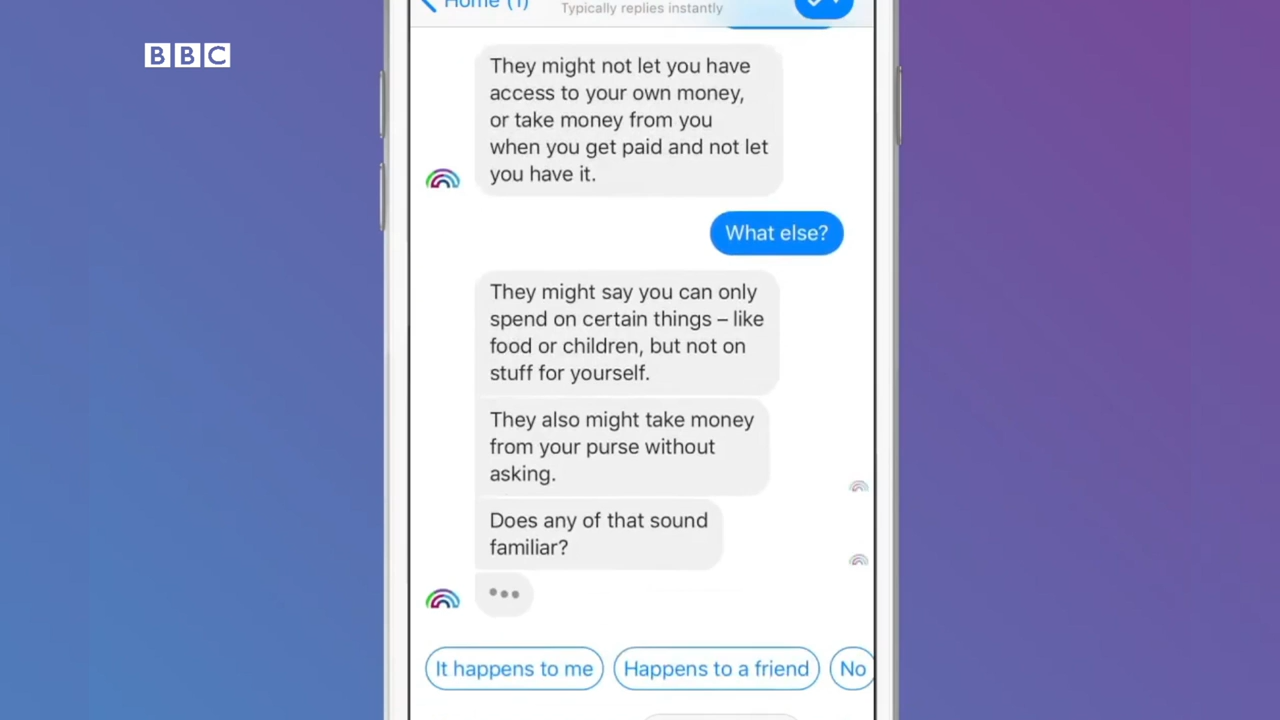 BBC
Home (1)
Typically replies instantly
They might not let you have
access to your own money,
or take money from you
when you get paid and not let
you have it.
What else?
They might say you can only
spend on certain things – like
food or children, but not on
stuff for yourself.
They also might take money
from your purse without
asking.
Does any of that sound
familiar?
It happens to me
Happens to a friend
No